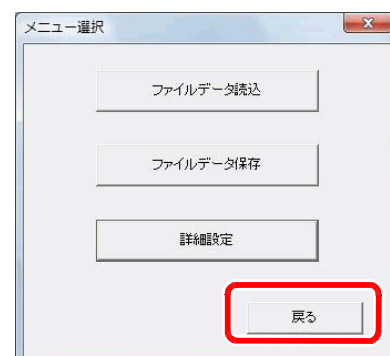 メニュー選択
ファイルデータ読込
ファイルデータ保存
詳細設定
戻る